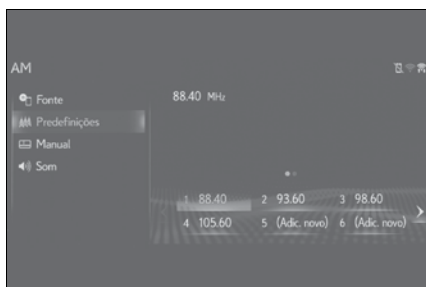 AM
Fonte
88.40 MHz
Predefinições
Manual
Som
1 88.40 2 93.60 3 98.60
4 105.60 5 (Adic. novo) 6 (Adic. novo)